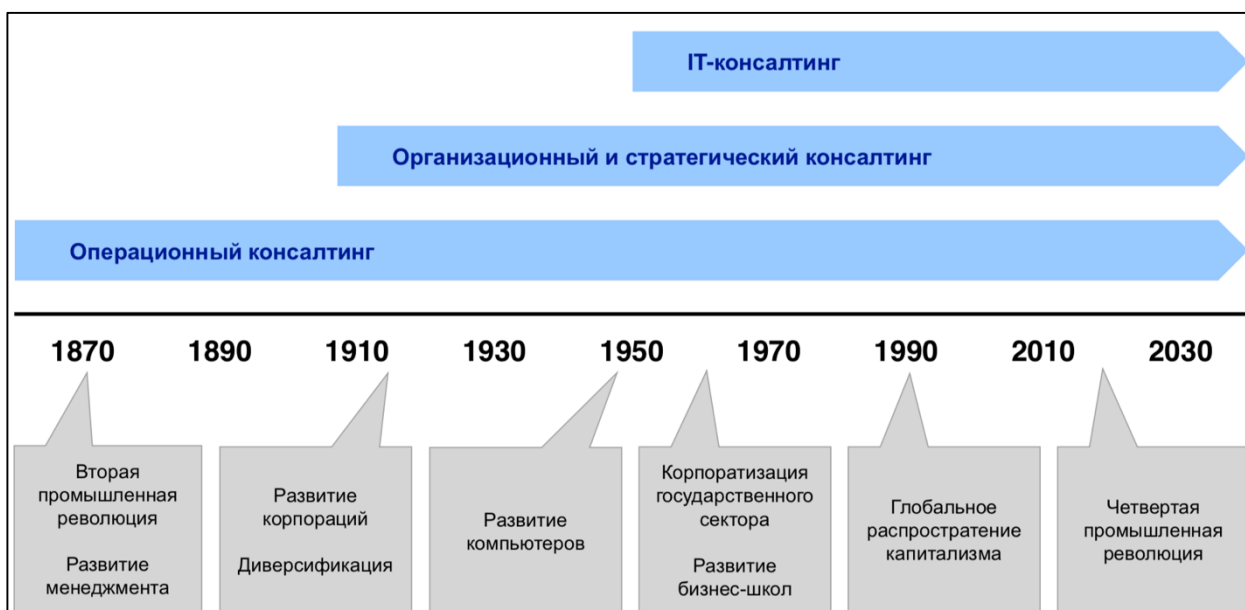 IT-консалтинг
Организационный и стратегический консалтинг
Операционный консалтинг
1870 1890 1910 1930 1950 1970 1990 2010 2030
Вторая
промышленная
революция
Развитие
менеджмента
Развитие
корпораций
Диверсификация
Развитие
компьютеров
Корпоратизация
государственного
сектора
Развитие
бизнес-школ
Глобальное
распростратение
капитализма
Четвертая
промышленная
революция